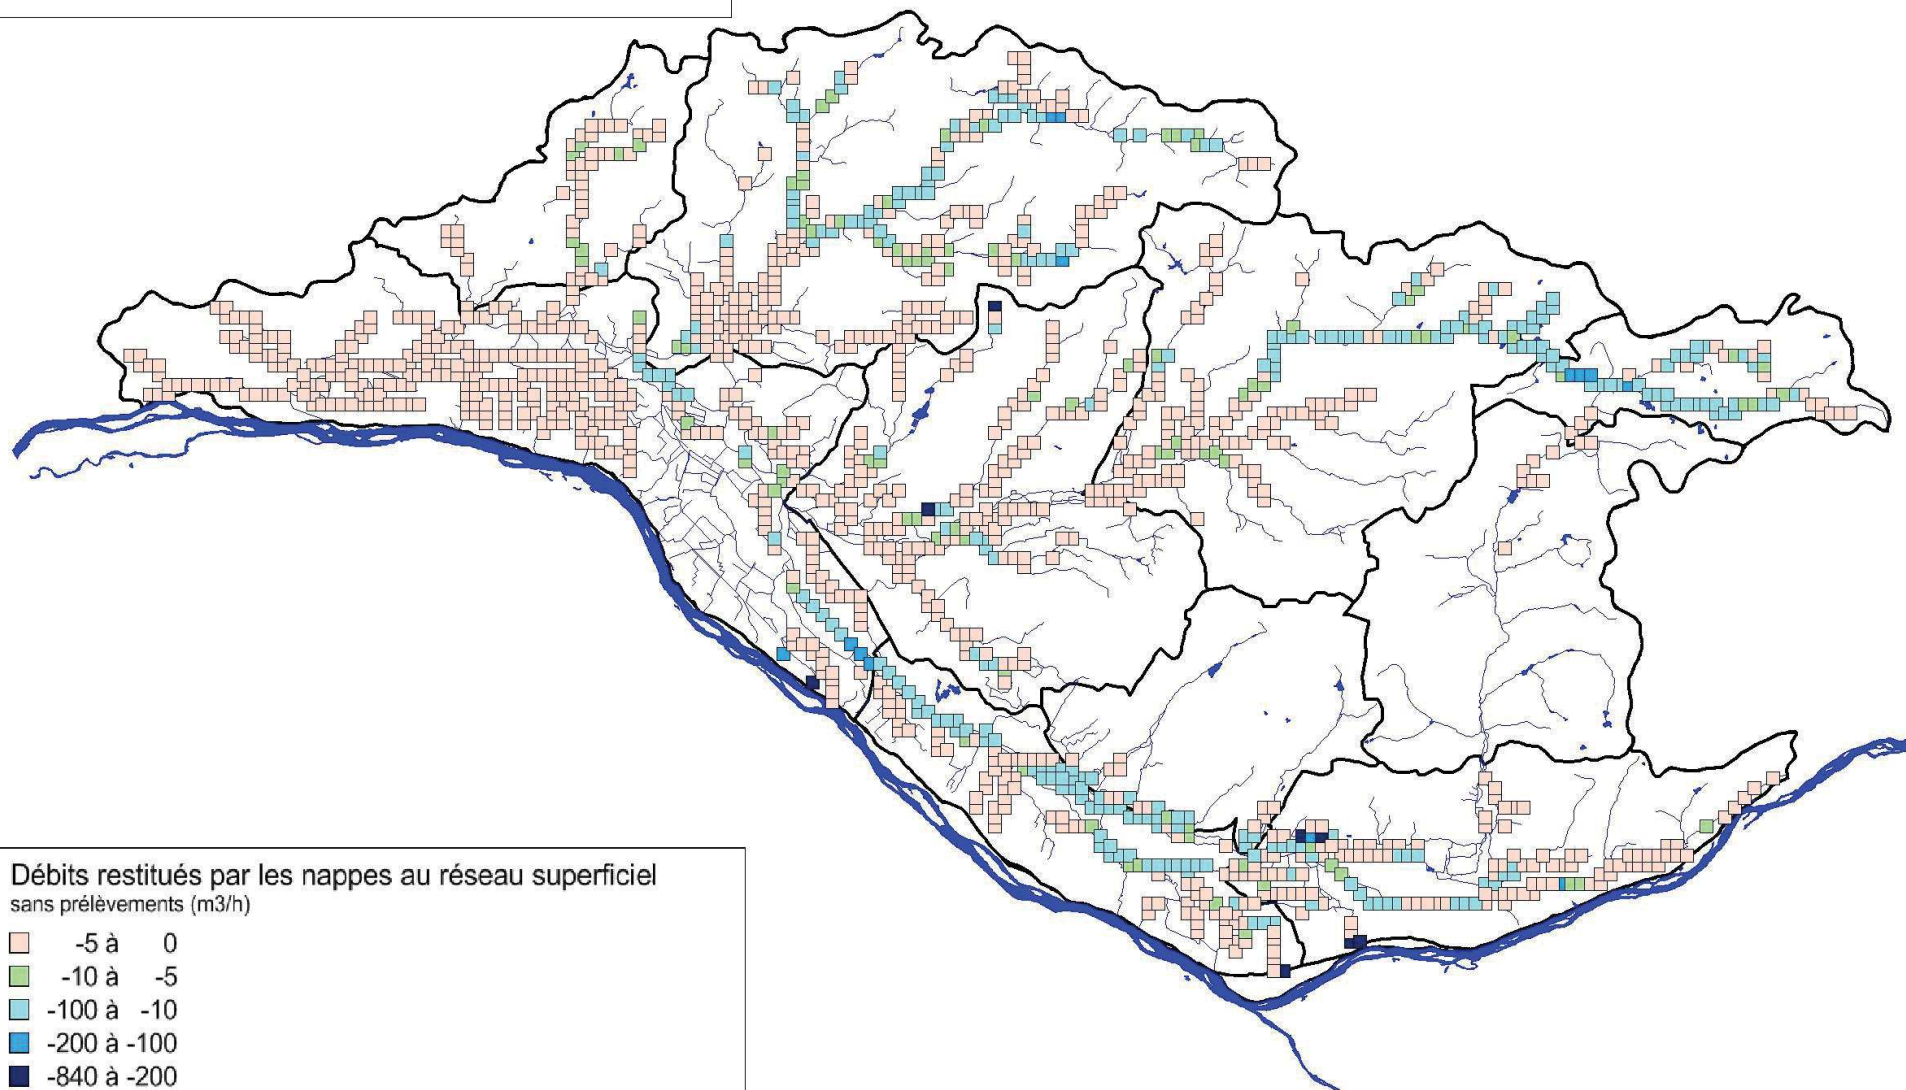 Débits restitués par les nappes au réseau superficiel
sans prélèvements (m3/h)
-5 à 0
-10 à -5
-100 à -10
-200 à -100
-840 à -200